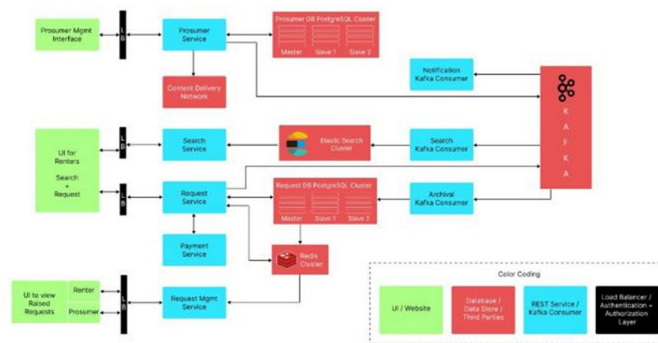 Prosumer Mgmt
Interface
LB
Prosumer
Service
Prosumer DB PostgreSQL Cluster
Master
Slave 1
Slave 2
Content Delivery
Network
Notification
Kafka Consumer
KAFKA
UI for
Renters
Search
+
Request
LB
Search
Service
Elastic Search
Cluster
Search
Kafka Consumer
LB
Request
Service
Request DB PostgreSQL Cluster
Master
Slave 1
Slave 2
Archival
Kafka Consumer
Payment
Service
Redis
Cluster
UI to view
Raised
Requests
Renter
Prosumer
LB
Request Mgmt
Service
Color Coding
UI / Website
Database /
Data Store /
Third Parties
REST Service /
Kafka Consumer
Load Balancer /
Authentication +
Authorization
Layer